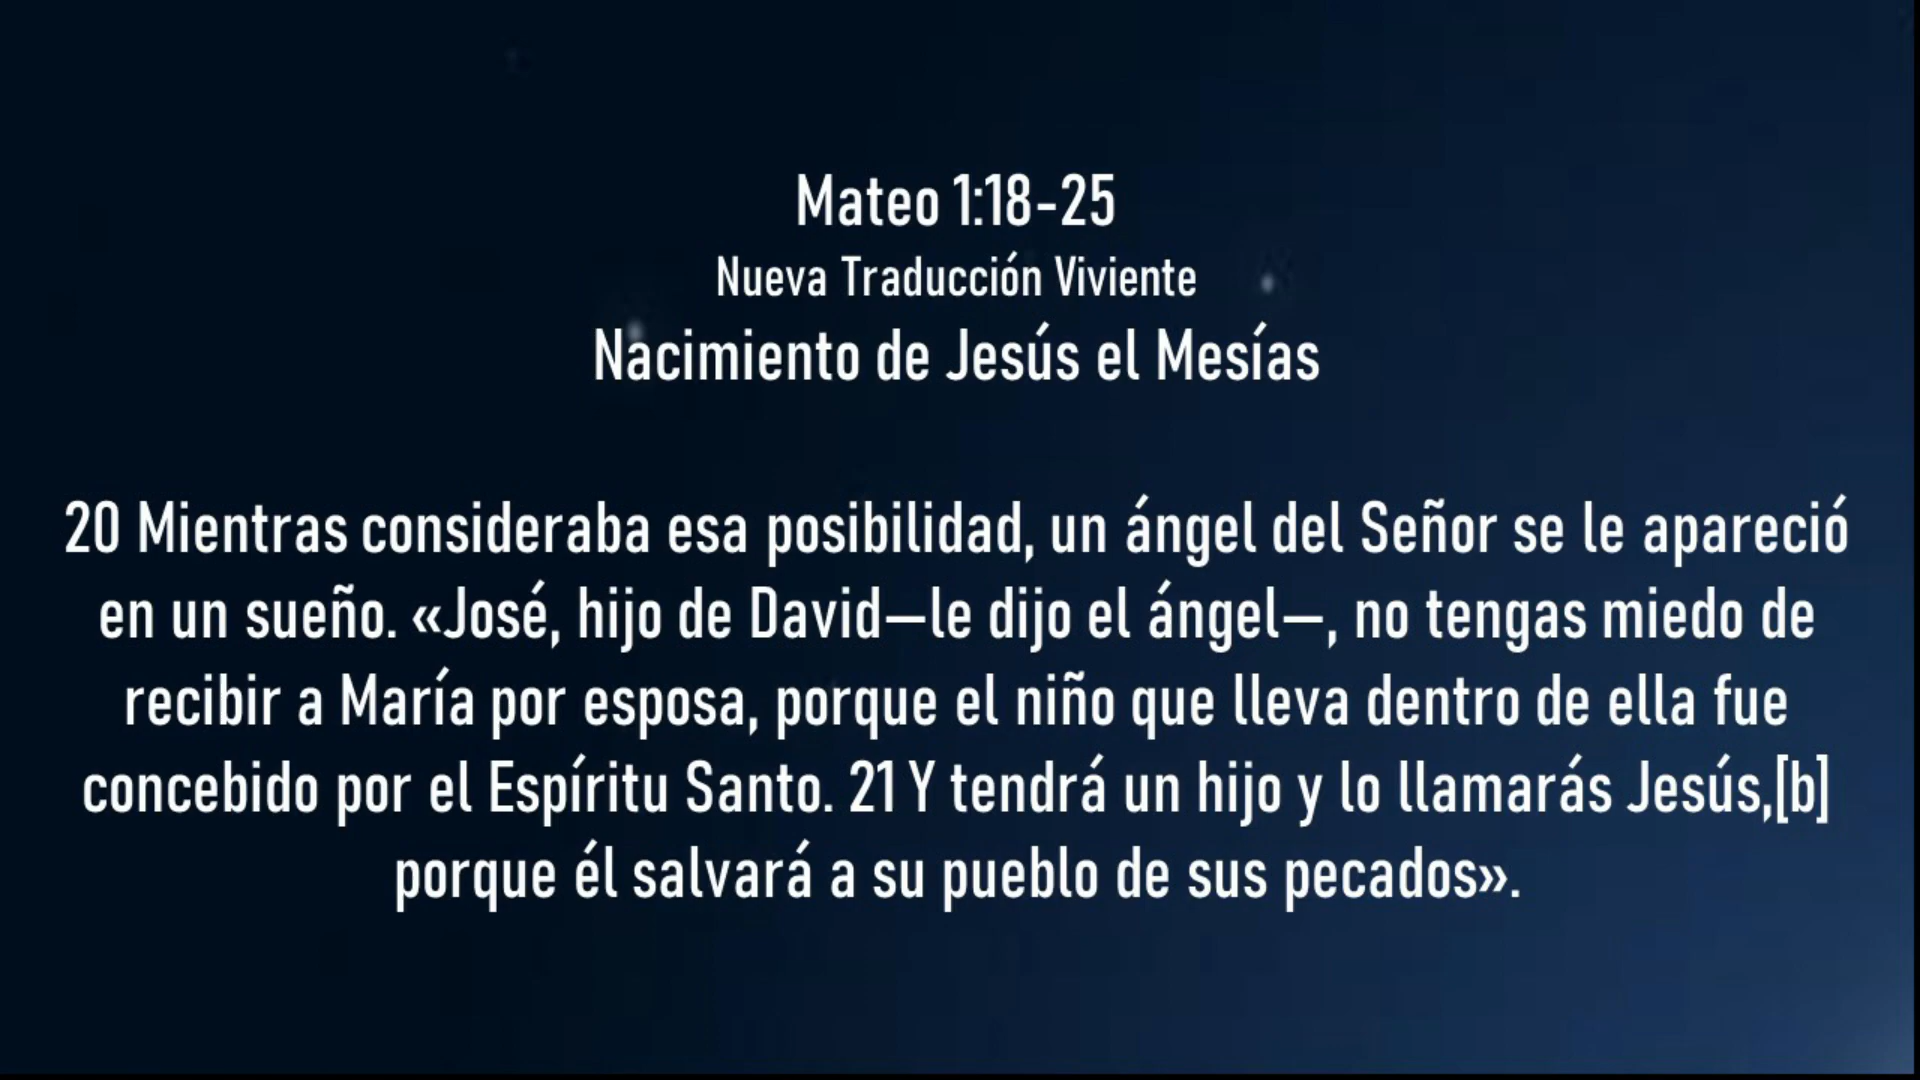 Mateo 1:18-25
Nueva Traducción Viviente
Nacimiento de Jesús el Mesías
20 Mientras consideraba esa posibilidad, un ángel del Señor se le apareció
en un sueño. «José, hijo de David—le dijo el ángel—, no tengas miedo de
recibir a María por esposa, porque el niño que lleva dentro de ella fue
concebido por el Espíritu Santo. 21 Y tendrá un hijo y lo llamarás Jesús,[b]
porque él salvará a su pueblo de sus pecados».